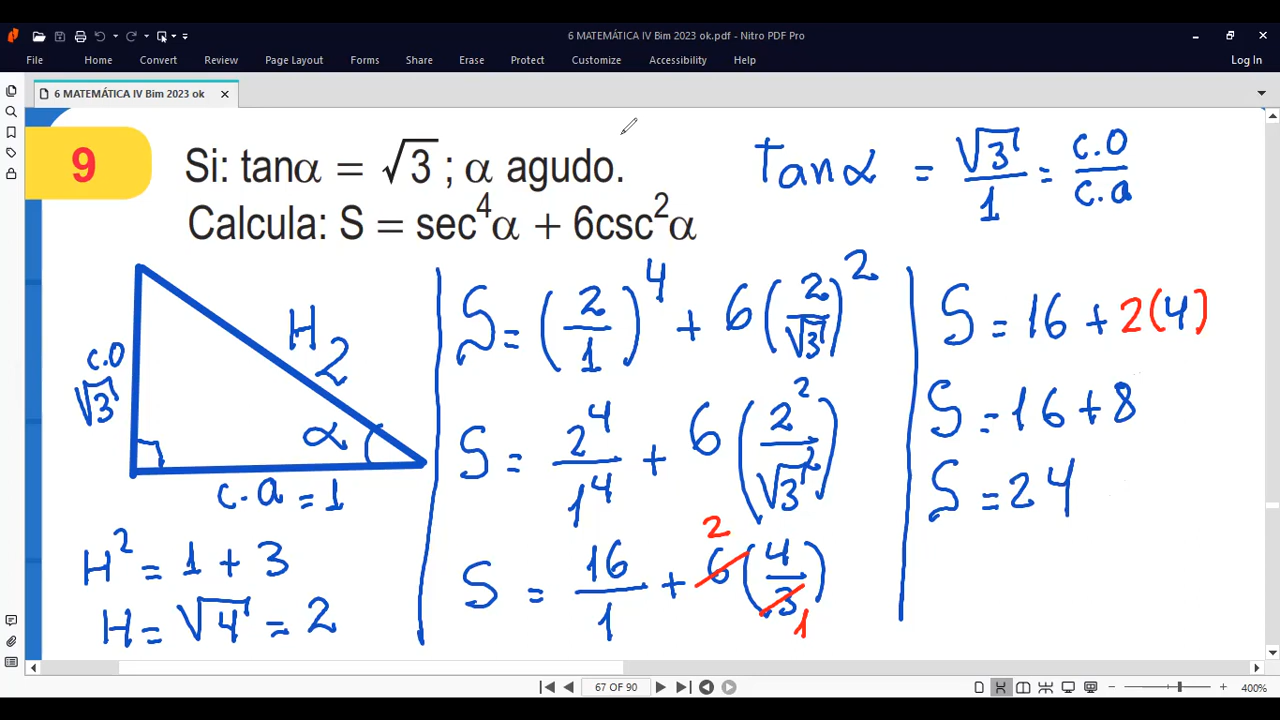 6 MATEMÁTICA IV Bim 2023 ok.pdf - Nitro PDF Pro
File Home Convert Review Page Layout Forms Share Erase Protect Customize Accessibility Help Log In
6 MATEMÁTICA IV Bim 2023 ok
9
Si: tanα = √3 ; α agudo.
Calcula: S = sec⁴α + 6csc²α
tan α = √3/1 = c.O/c.a
c.O
√3
H
2
α
c.a = 1
H² = 1 + 3
H = √4 = 2
S = (2/1)⁴ + 6(2/√3)²
S = 2⁴/1⁴ + 6(2²/√3²)
2
S = 16/1 + 6(4/3)
1
S = 16 + 2(4)
S = 16 + 8
S = 24
67 OF 90
400%